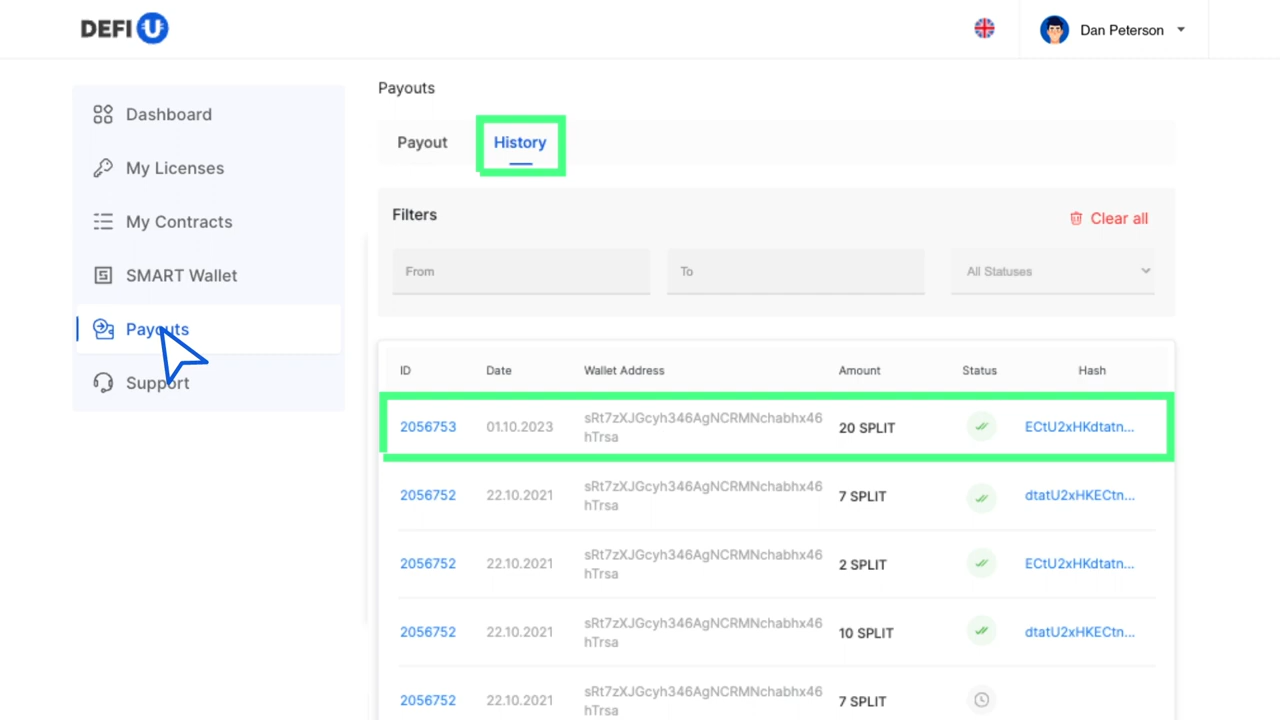 DEFI U
Dan Peterson
Dashboard
My Licenses
My Contracts
SMART Wallet
Payouts
Support
Payouts
Payout History
Filters
Clear all
From To All Statuses
ID Date Wallet Address Amount Status Hash
2056753 01.10.2023 sRt7zXJGcyh346AgNCRMNchabhx46 20 SPLIT ECtU2xHKdtatn...
hTrsa
2056752 22.10.2021 sRt7zXJGcyh346AgNCRMNchabhx46 7 SPLIT dtatU2xHKECtn...
hTrsa
2056752 22.10.2021 sRt7zXJGcyh346AgNCRMNchabhx46 2 SPLIT ECtU2xHKdtatn...
hTrsa
2056752 22.10.2021 sRt7zXJGcyh346AgNCRMNchabhx46 10 SPLIT dtatU2xHKECtn...
hTrsa
2056752 22.10.2021 sRt7zXJGcyh346AgNCRMNchabhx46 7 SPLIT
hTrsa